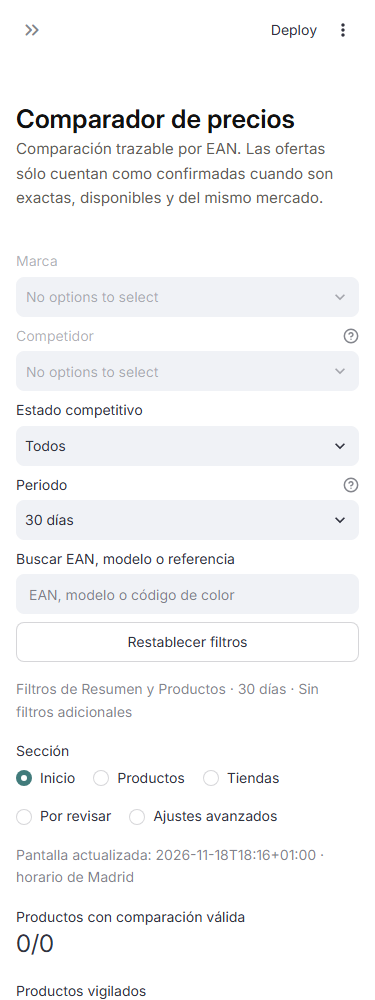 Deploy
Comparador de precios
Comparación trazable por EAN. Las ofertas
sólo cuentan como confirmadas cuando son
exactas, disponibles y del mismo mercado.
Marca
No options to select
Competidor
No options to select
Estado competitivo
Todos
Periodo
30 días
Buscar EAN, modelo o referencia
EAN, modelo o código de color
Restablecer filtros
Filtros de Resumen y Productos · 30 días · Sin
filtros adicionales
Sección
Inicio Productos Tiendas
Por revisar Ajustes avanzados
Pantalla actualizada: 2026-11-18T18:16+01:00 ·
horario de Madrid
Productos con comparación válida
0/0
Productos vigilados